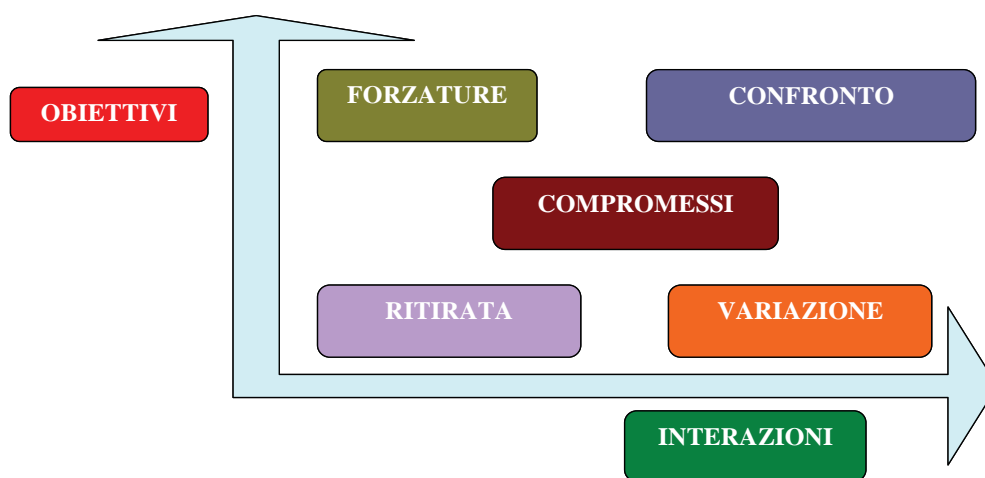 OBIETTIVI
FORZATURE
CONFRONTO
COMPROMESSI
RITIRATA
VARIAZIONE
INTERAZIONI